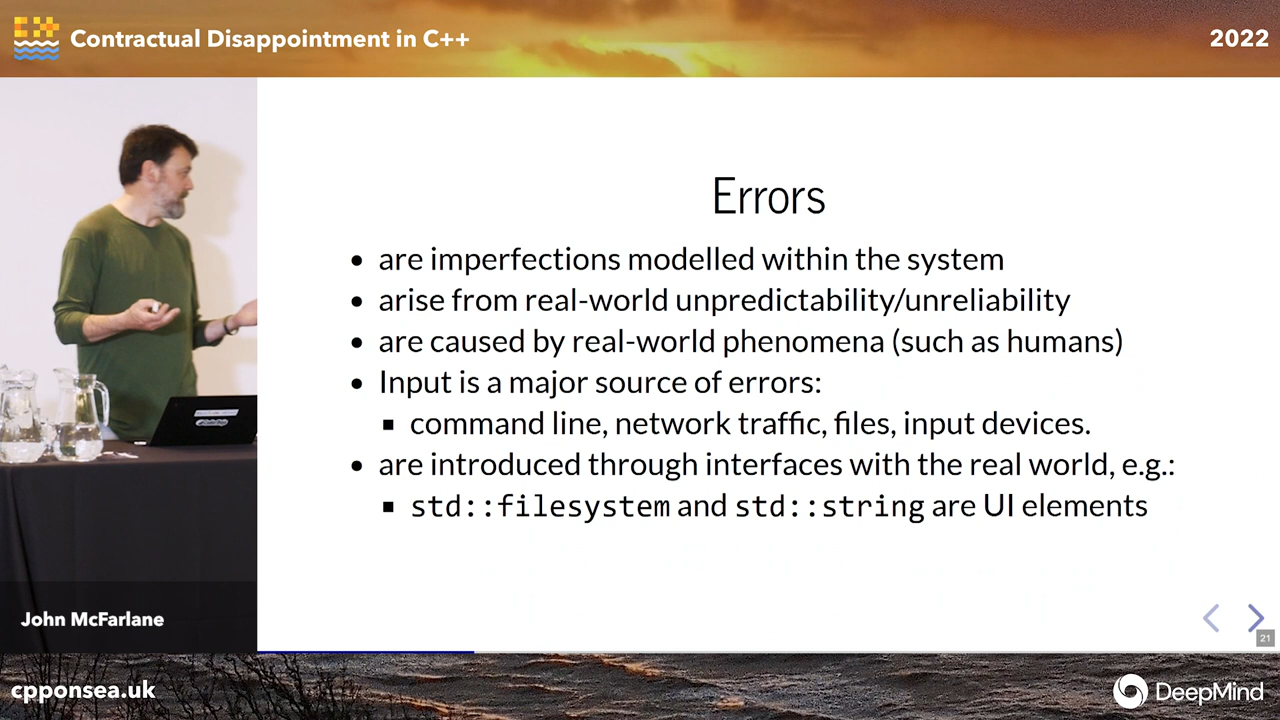 Contractual Disappointment in C++
2022
Errors
are imperfections modelled within the system
arise from real-world unpredictability/unreliability
are caused by real-world phenomena (such as humans)
Input is a major source of errors:
command line, network traffic, files, input devices.
are introduced through interfaces with the real world, e.g.:
std::filesystem and std::string are UI elements
John McFarlane
21
cpponsea.uk
DeepMind